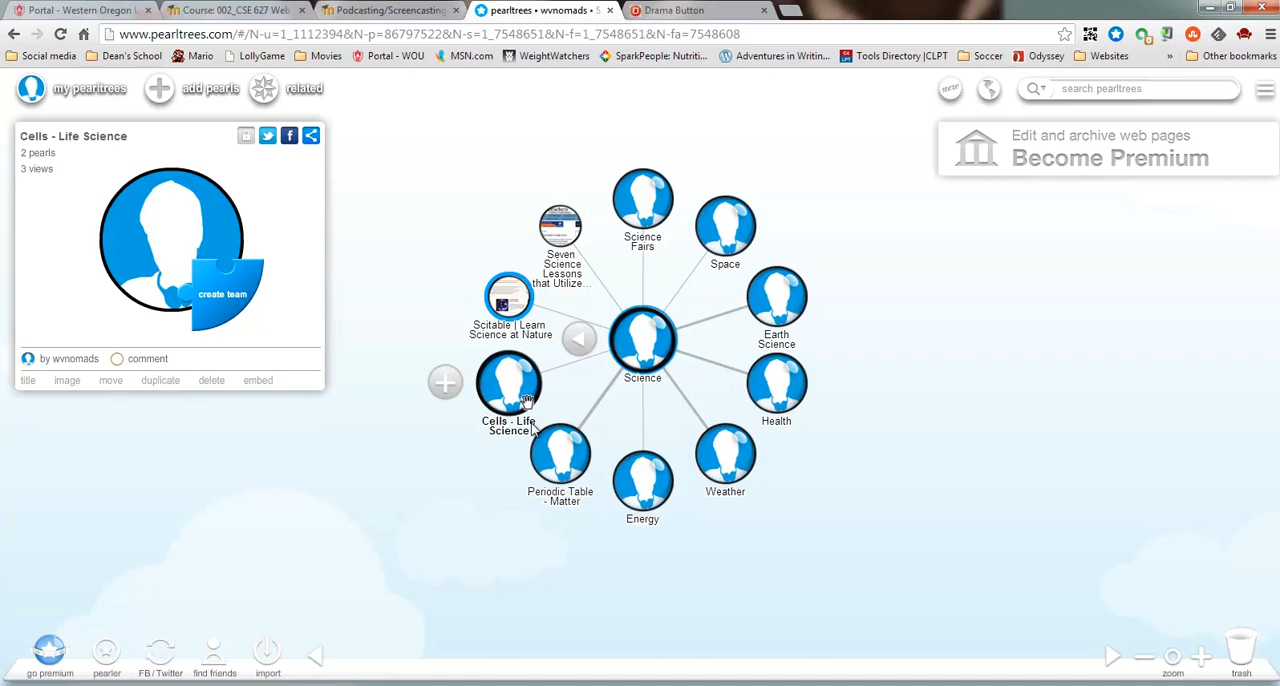 Portal - Western Oregon
Course: 002_CSE 627 Web
Podcasting/Screencasting
pearltrees • wvnomads • S
Drama Button
www.pearltrees.com/#/N-u=1_1112394&N-p=86797522&N-s=1_7548651&N-f=1_7548651&N-fa=7548608
Social media
Dean's School
Mario
LollyGame
Movies
Portal - WOU
MSN.com
WeightWatchers
SparkPeople: Nutriti...
Adventures in Writin...
Tools Directory |CLPT
Soccer
Odyssey
Websites
»
Other bookmarks
my pearltrees
add pearls
related
new
search pearltrees
Edit and archive web pages
Become Premium
Cells - Life Science
2 pearls
3 views
create team
by wvnomads
comment
title
image
move
duplicate
delete
embed
Science
Fairs
Space
Seven
Science
Lessons
that Utilize...
Earth
Science
Scitable | Learn
Science at Nature
Science
Cells - Life
Science
Health
Periodic Table
- Matter
Weather
Energy
go premium
pearler
FB / Twitter
find friends
import
zoom
trash